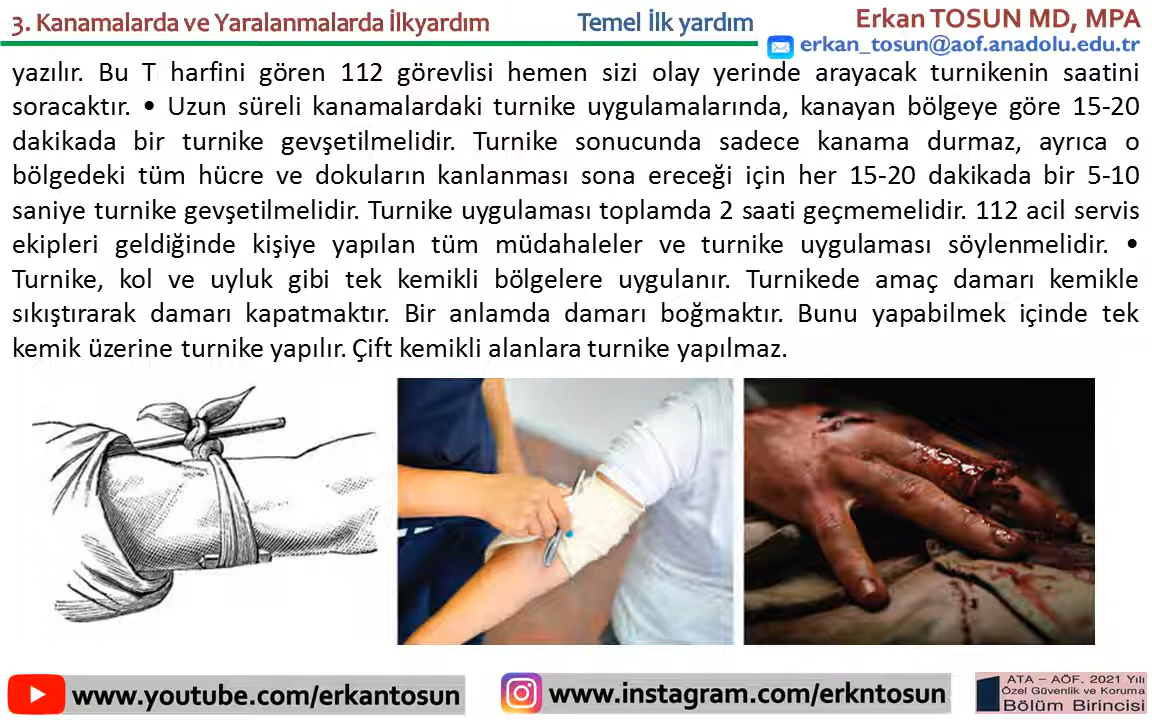 3. Kanamalarda ve Yaralanmalarda İlkyardım
Temel İlk yardım
Erkan TOSUN MD, MPA
erkan_tosun@aof.anadolu.edu.tr
yazılır. Bu T harfini gören 112 görevlisi hemen sizi olay yerinde arayacak turnikenin saatini
soracaktır. • Uzun süreli kanamalardaki turnike uygulamalarında, kanayan bölgeye göre 15-20
dakikada bir turnike gevşetilmelidir. Turnike sonucunda sadece kanama durmaz, ayrıca o
bölgedeki tüm hücre ve dokuların kanlanması sona ereceği için her 15-20 dakikada bir 5-10
saniye turnike gevşetilmelidir. Turnike uygulaması toplamda 2 saati geçmemelidir. 112 acil servis
ekipleri geldiğinde kişiye yapılan tüm müdahaleler ve turnike uygulaması söylenmelidir. •
Turnike, kol ve uyluk gibi tek kemikli bölgelere uygulanır. Turnikede amaç damarı kemikle
sıkıştırarak damarı kapatmaktır. Bir anlamda damarı boğmaktır. Bunu yapabilmek içinde tek
kemik üzerine turnike yapılır. Çift kemikli alanlara turnike yapılmaz.
www.youtube.com/erkantosun
www.instagram.com/erkntosun
ATA – AÖF. 2021 Yılı
Özel Güvenlik ve Koruma
Bölüm Birincisi